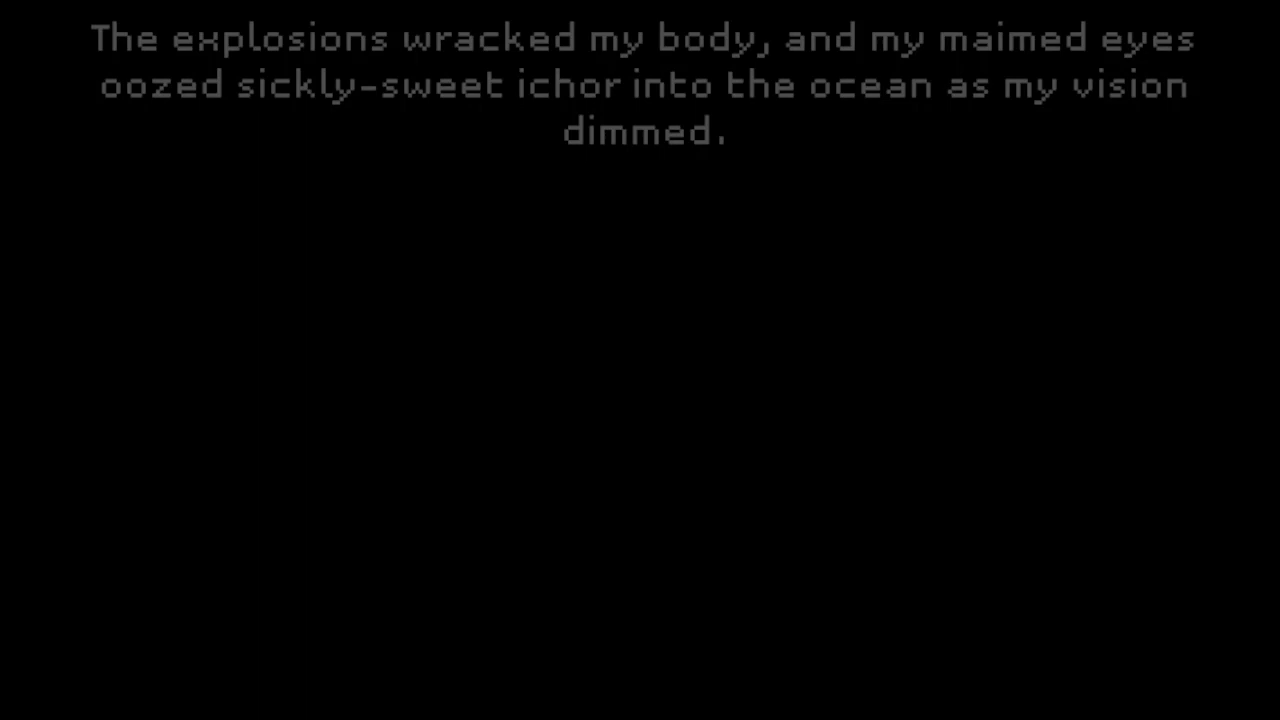 The explosions wracked my body, and my maimed eyes
oozed sickly-sweet ichor into the ocean as my vision
dimmed.